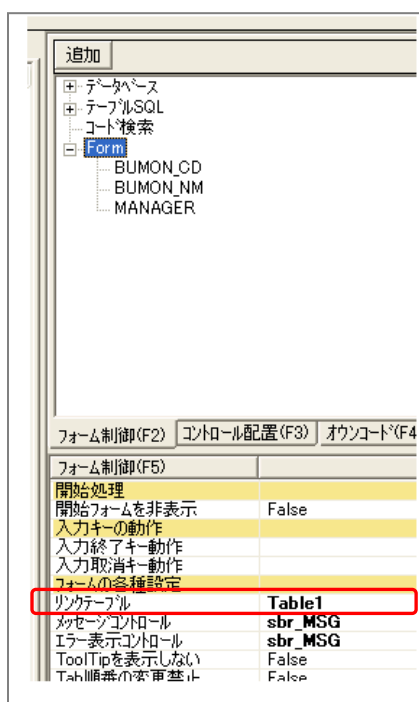 追加
ﾃﾞｰﾀﾍﾞｰｽ
ﾃｰﾌﾞﾙSQL
ｺｰﾄﾞ検索
Form
BUMON_CD
BUMON_NM
MANAGER
ﾌｫｰﾑ制御(F2) ｺﾝﾄﾛｰﾙ配置(F3) ｵｳﾝｺｰﾄﾞ(F4
ﾌｫｰﾑ制御(F5)
開始処理
開始ﾌｫｰﾑを非表示 False
入力ｷｰの動作
入力終了ｷｰ動作
入力取消ｷｰ動作
ﾌｫｰﾑの各種設定
ﾘﾝｸﾃｰﾌﾞﾙ Table1
ﾒｯｾｰｼﾞｺﾝﾄﾛｰﾙ sbr_MSG
ｴﾗｰ表示ｺﾝﾄﾛｰﾙ sbr_MSG
ToolTipを表示しない False
Tab順番の変更禁止 False